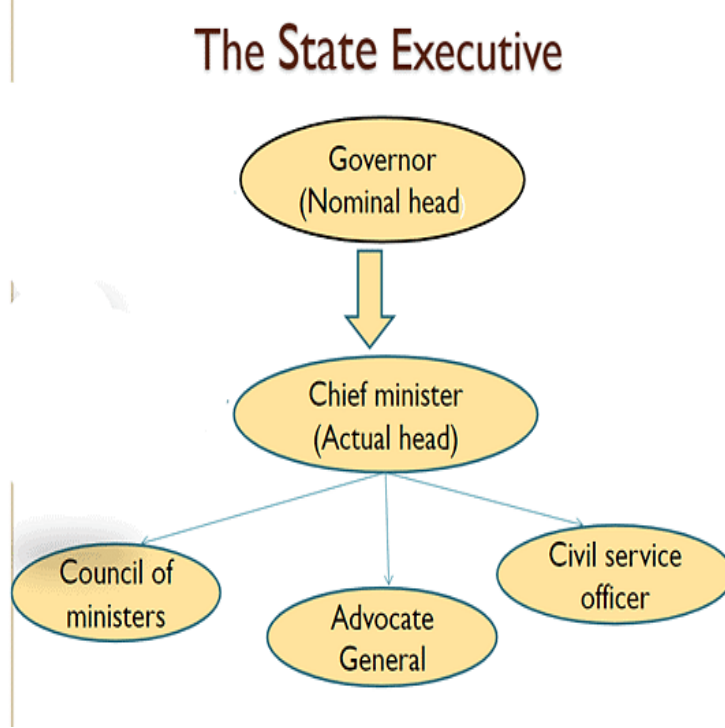 The State Executive
Governor
(Nominal head)
Chief minister
(Actual head)
Council of
ministers
Advocate
General
Civil service
officer